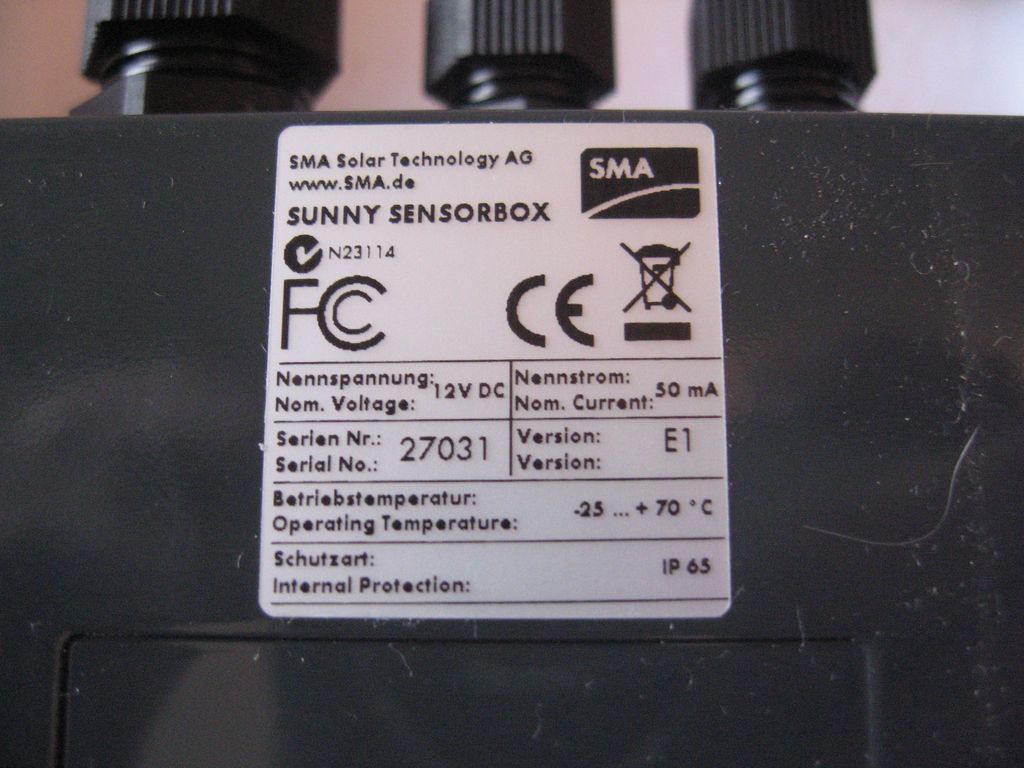 SMA Solar Technology AG
www.SMA.de
SMA
SUNNY SENSORBOX
N23114
FC
CE
Nennspannung: 12V DC
Nom. Voltage:
Nennstrom: 50 mA
Nom. Current:
Serien Nr.: 27031
Serial No.:
Version: E1
Version:
Betriebstemperatur: -25 ... + 70 °C
Operating Temperature:
Schutzart: IP 65
Internal Protection: